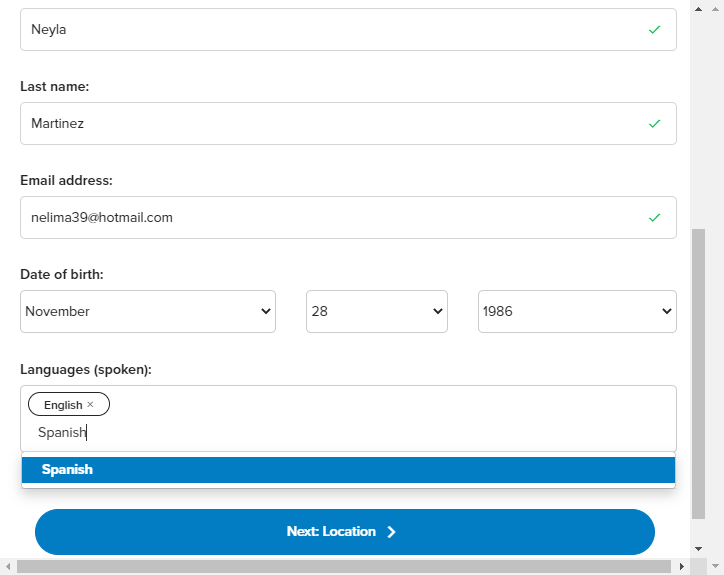 Neyla
Last name:
Martinez
Email address:
nelima39@hotmail.com
Date of birth:
November 28 1986
Languages (spoken):
English ×
Spanish
Spanish
Next: Location